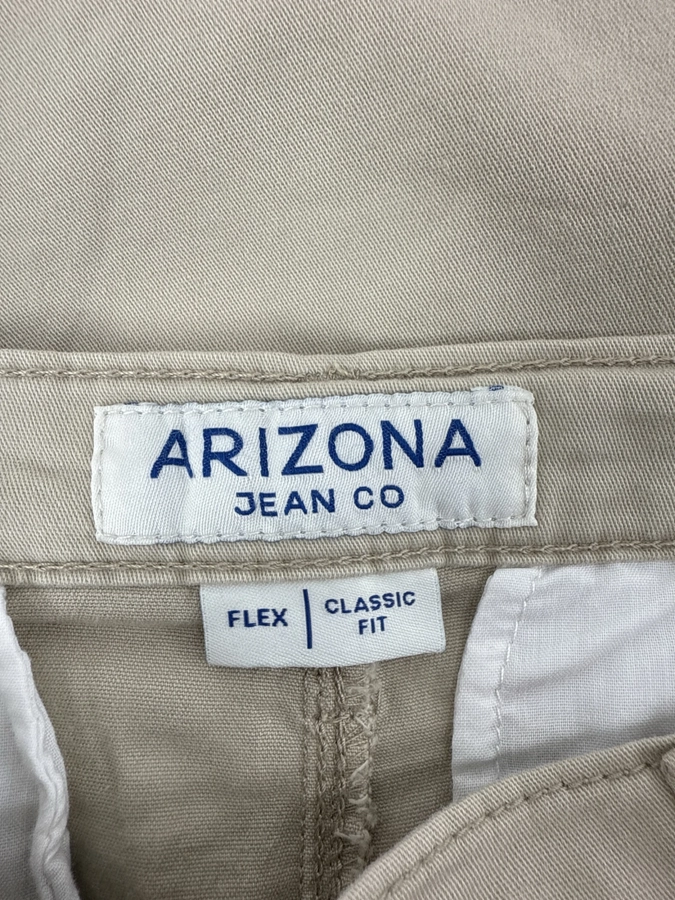 ARIZONA
JEAN CO
FLEX | CLASSIC
FIT